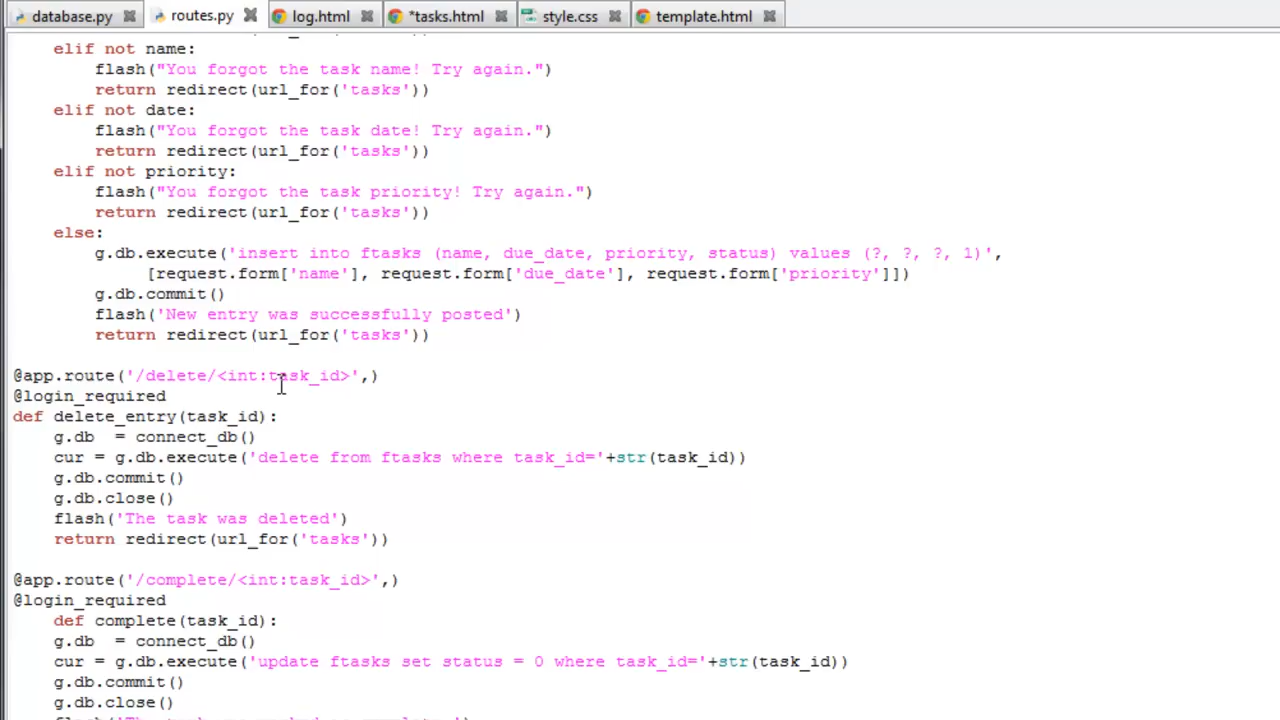 database.py routes.py log.html *tasks.html style.css template.html
elif not name:
flash("You forgot the task name! Try again.")
return redirect(url_for('tasks'))
elif not date:
flash("You forgot the task date! Try again.")
return redirect(url_for('tasks'))
elif not priority:
flash("You forgot the task priority! Try again.")
return redirect(url_for('tasks'))
else:
g.db.execute('insert into ftasks (name, due_date, priority, status) values (?, ?, ?, 1)',
[request.form['name'], request.form['due_date'], request.form['priority']])
g.db.commit()
flash('New entry was successfully posted')
return redirect(url_for('tasks'))
@app.route('/delete/<int:task_id>',)
@login_required
def delete_entry(task_id):
g.db  = connect_db()
cur = g.db.execute('delete from ftasks where task_id='+str(task_id))
g.db.commit()
g.db.close()
flash('The task was deleted')
return redirect(url_for('tasks'))
@app.route('/complete/<int:task_id>',)
@login_required
def complete(task_id):
g.db  = connect_db()
cur = g.db.execute('update ftasks set status = 0 where task_id='+str(task_id))
g.db.commit()
g.db.close()